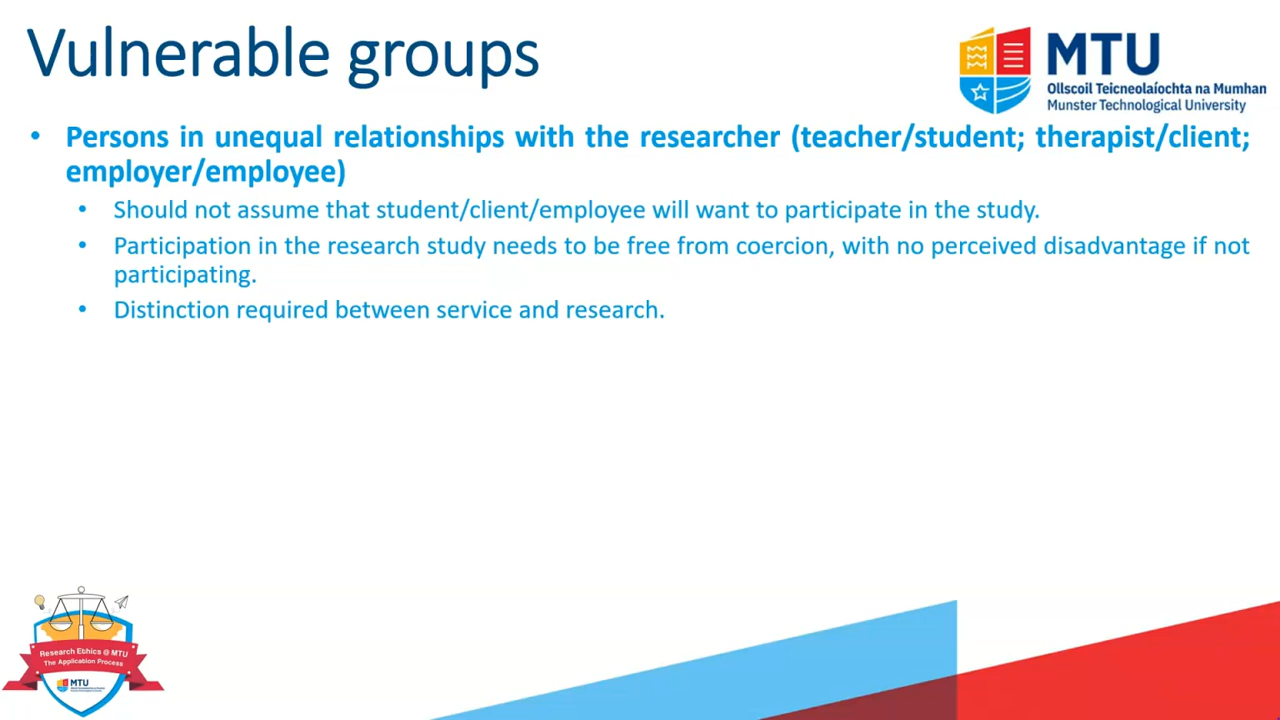 Vulnerable groups
MTU
Ollscoil Teicneolaíochta na Mumhan
Munster Technological University
• Persons in unequal relationships with the researcher (teacher/student; therapist/client;
employer/employee)
• Should not assume that student/client/employee will want to participate in the study.
• Participation in the research study needs to be free from coercion, with no perceived disadvantage if not
participating.
• Distinction required between service and research.
Research Ethics @ MTU
The Application Process
MTU